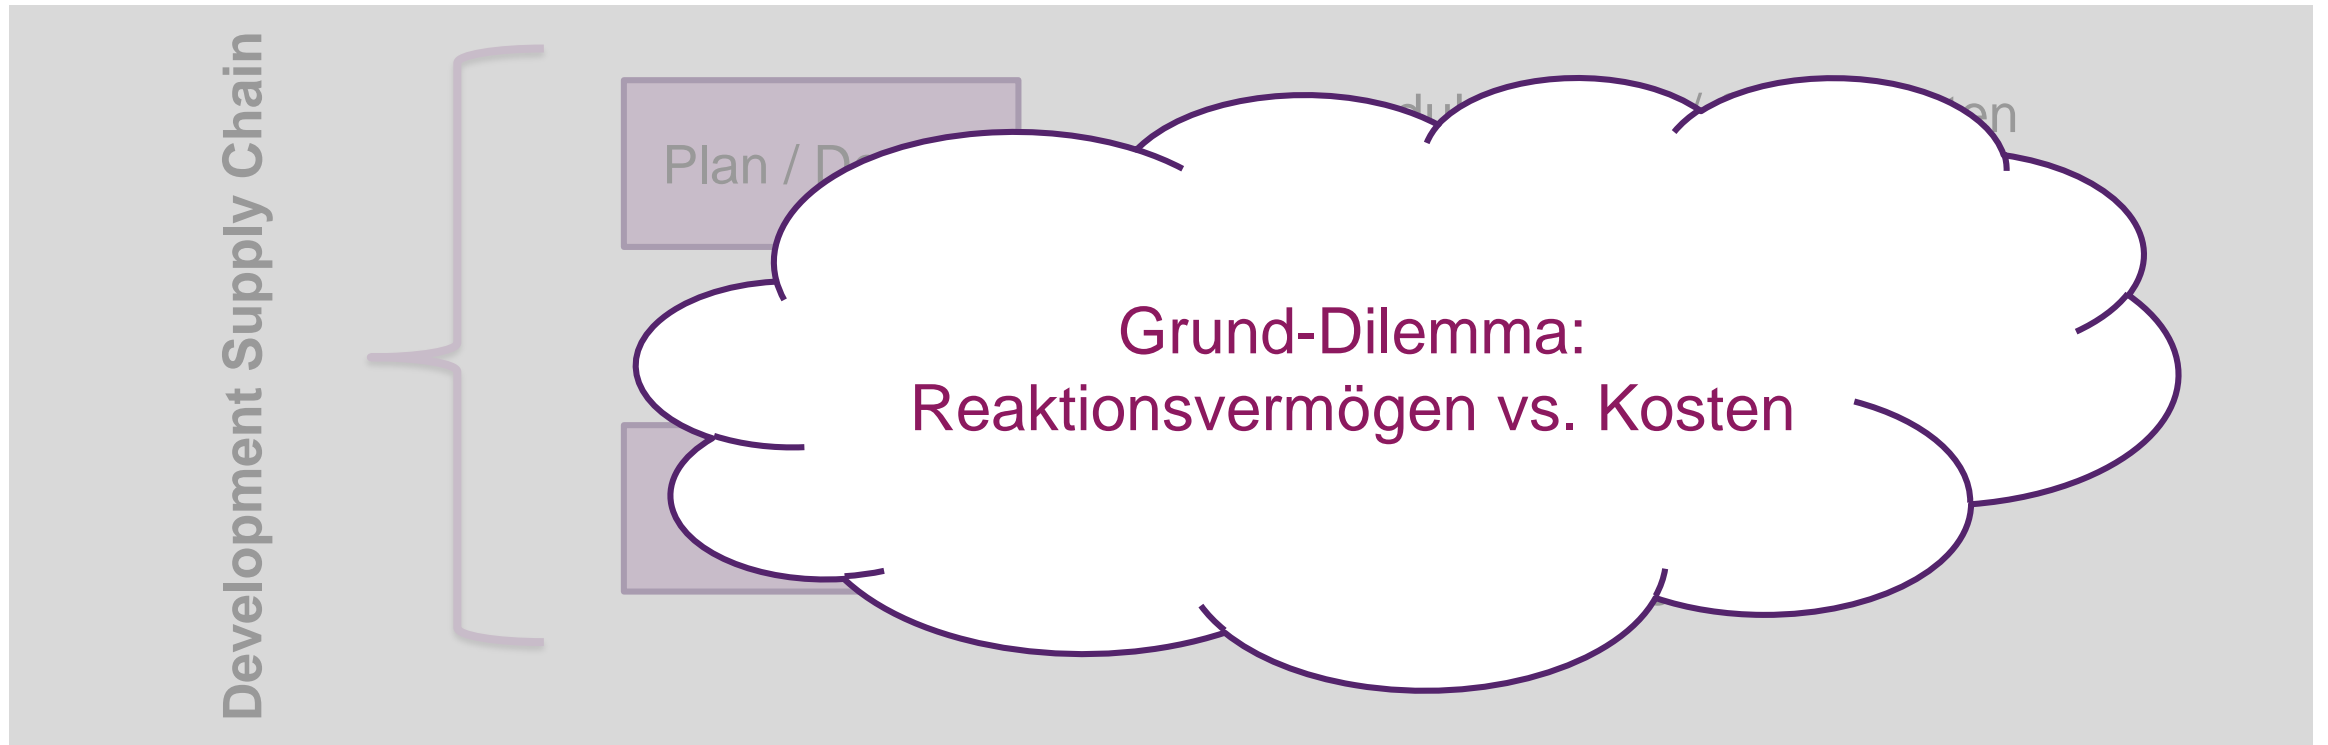 Development Supply Chain
Plan /
Grund-Dilemma:
Reaktionsvermögen vs. Kosten